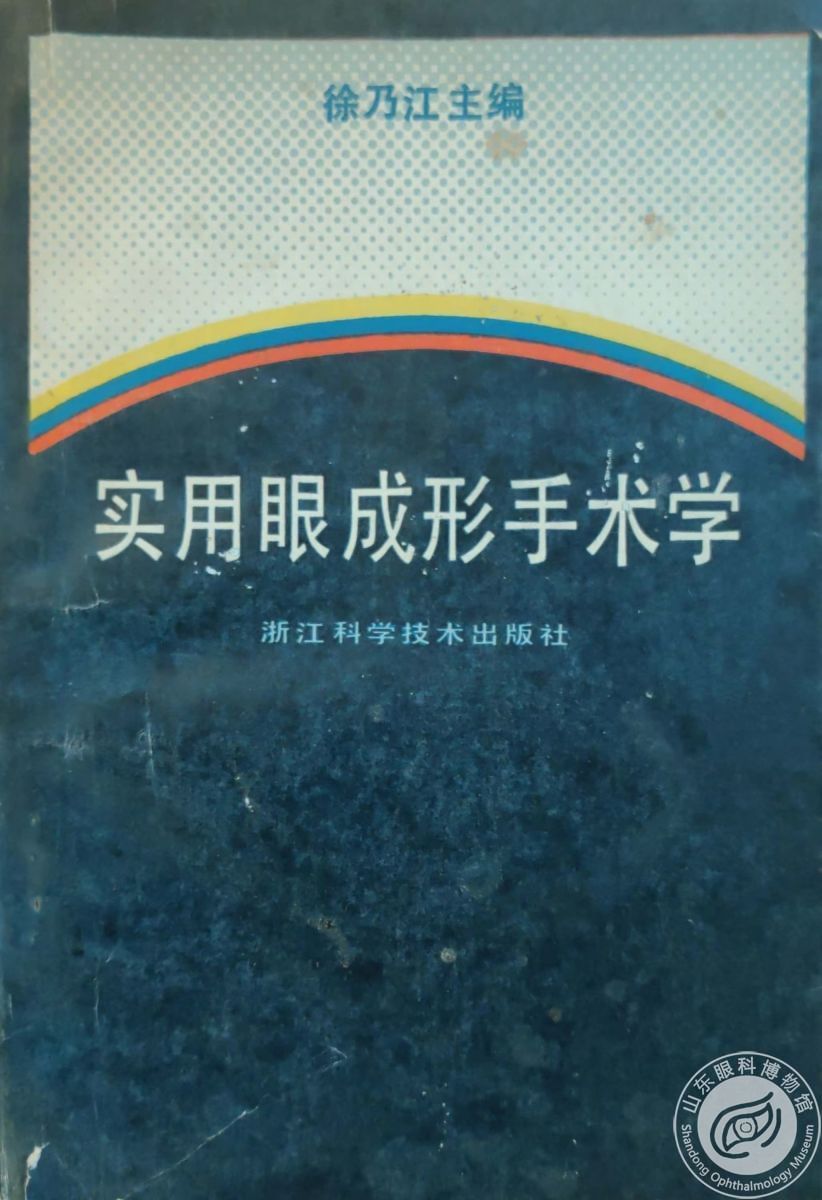 徐乃江 主编
实用眼成形手术学
浙江科学技术出版社
山东眼科博物馆
Shandong Ophthalmology Museum